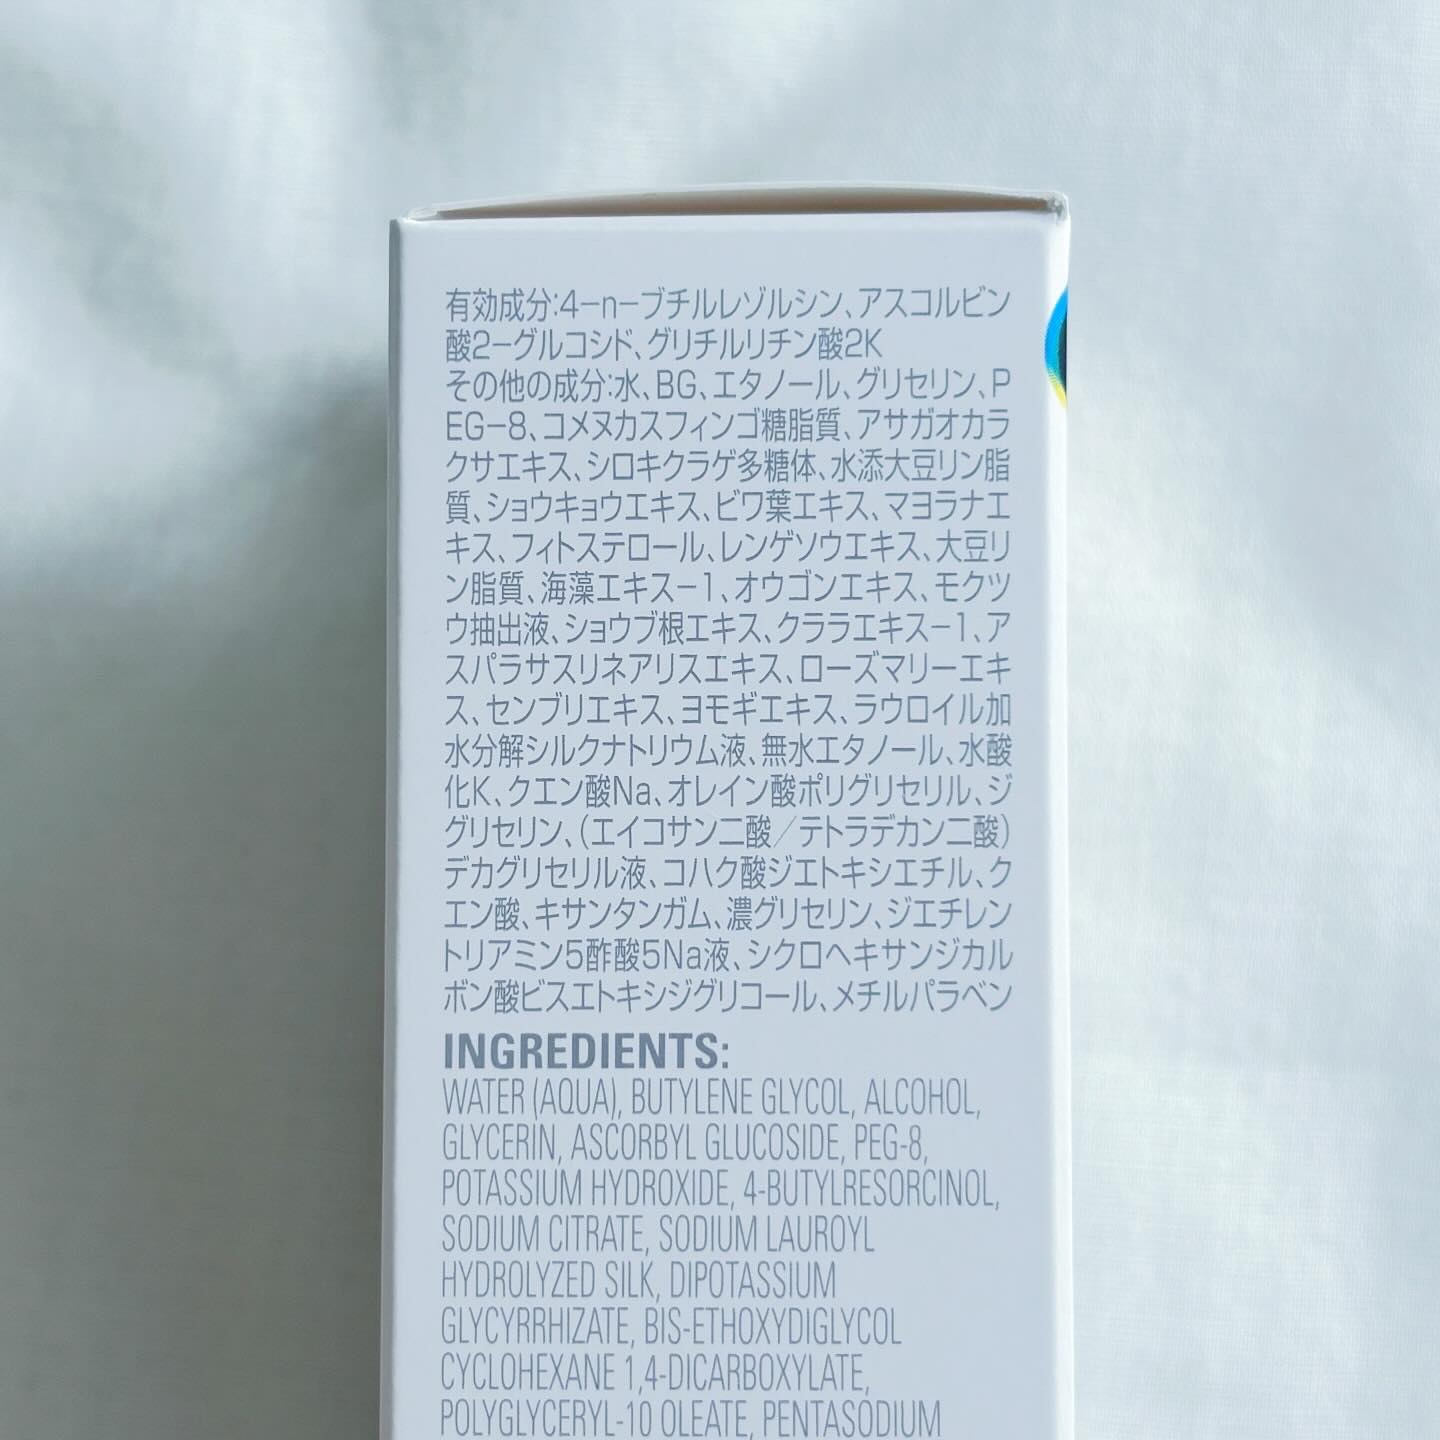 有効成分:4－n－ブチルレゾルシン、アスコルビン
酸2－グルコシド、グリチルリチン酸2K
その他の成分:水、BG、エタノール、グリセリン、P
EG－8、コメヌカスフィンゴ糖脂質、アサガオカラ
クサエキス、シロキクラゲ多糖体、水添大豆リン脂
質、ショウキョウエキス、ビワ葉エキス、マヨラナエ
キス、フィトステロール、レンゲソウエキス、大豆リ
ン脂質、海藻エキス－1、オウゴンエキス、モクツ
ウ抽出液、ショウブ根エキス、クララエキス－1、ア
スパラサスリネアリスエキス、ローズマリーエキ
ス、センブリエキス、ヨモギエキス、ラウロイル加
水分解シルクナトリウム液、無水エタノール、水酸
化K、クエン酸Na、オレイン酸ポリグリセリル、ジ
グリセリン、(エイコサン二酸／テトラデカン二酸)
デカグリセリル液、コハク酸ジエトキシエチル、ク
エン酸、キサンタンガム、濃グリセリン、ジエチレン
トリアミン5酢酸5Na液、シクロヘキサンジカル
ボン酸ビスエトキシジグリコール、メチルパラベン
INGREDIENTS:
WATER (AQUA), BUTYLENE GLYCOL, ALCOHOL,
GLYCERIN, ASCORBYL GLUCOSIDE, PEG-8,
POTASSIUM HYDROXIDE, 4-BUTYLRESORCINOL,
SODIUM CITRATE, SODIUM LAUROYL
HYDROLYZED SILK, DIPOTASSIUM
GLYCYRRHIZATE, BIS-ETHOXYDIGLYCOL
CYCLOHEXANE 1,4-DICARBOXYLATE,
POLYGLYCERYL-10 OLEATE, PENTASODIUM